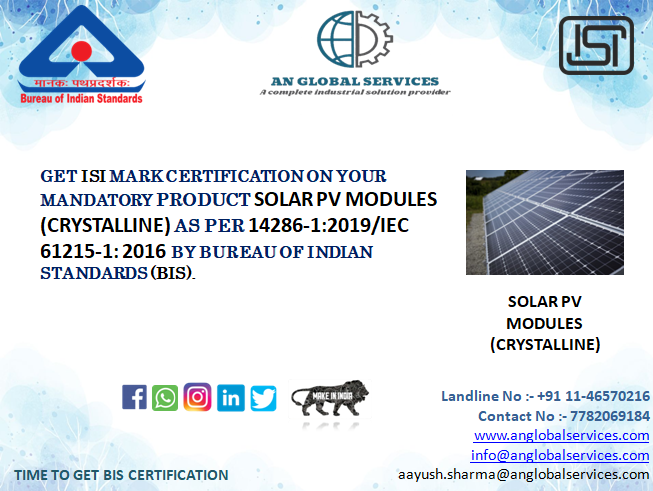 मानकः पथप्रदर्शकः
Bureau of Indian Standards
AN GLOBAL SERVICES
A complete industrial solution provider
ISI
GET ISI MARK CERTIFICATION ON YOUR
MANDATORY PRODUCT SOLAR PV MODULES
(CRYSTALLINE) AS PER 14286-1:2019/IEC
61215-1: 2016 BY BUREAU OF INDIAN
STANDARDS (BIS).
SOLAR PV
MODULES
(CRYSTALLINE)
MAKE IN INDIA
Landline No :- +91 11-46570216
Contact No :- 7782069184
www.anglobalservices.com
info@anglobalservices.com
TIME TO GET BIS CERTIFICATION
aayush.sharma@anglobalservices.com